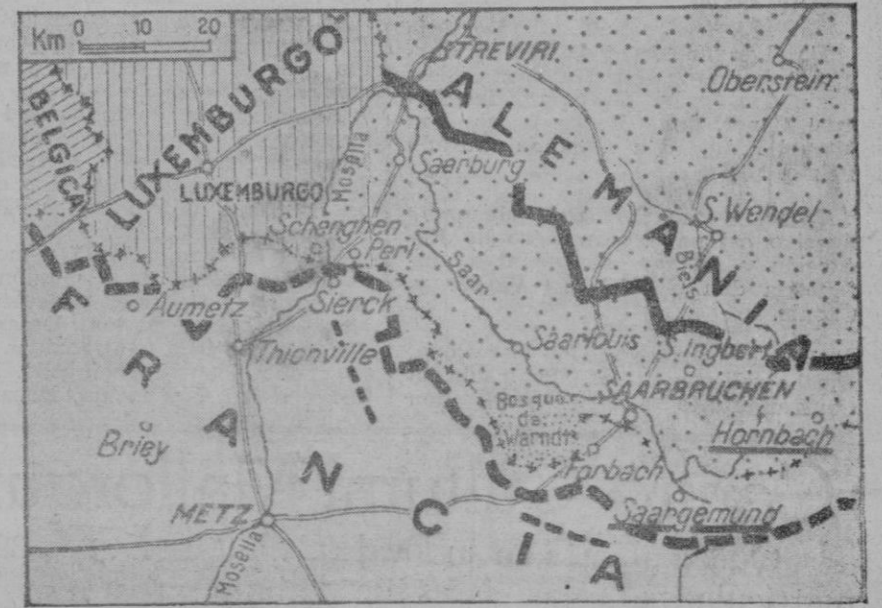 Km 0 10 20
LUXEMBURGO
BELGICA
TREVIRI.
Oberstein
ALEMANIA
Mosella
Saarburg
LUXEMBURGO
S. Wendel
Schenghen
Perl
Saar
Blies
Aumetz
Sierck
FRANCIA
Thionville
Saarlouis
S. Ingbert
SAARBRUCHEN
Bosque
de
Warndt
Briey
Hornbach
Forbach
METZ
Saargemund
Mosella